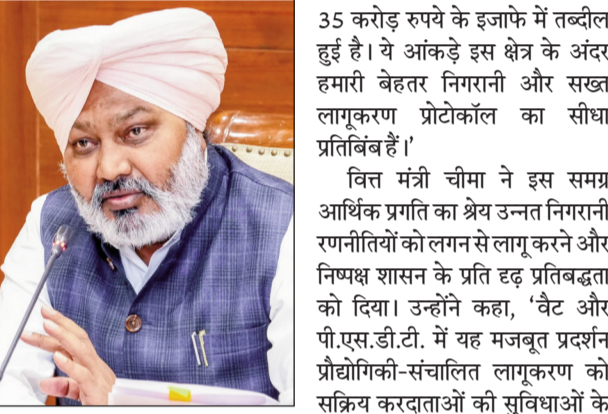 35 करोड़ रुपये के इजाफे में तब्दील
हुई है। ये आंकड़े इस क्षेत्र के अंदर
हमारी बेहतर निगरानी और सख्त
लागूकरण प्रोटोकॉल का सीधा
प्रतिबिंब हैं।’
वित्त मंत्री चीमा ने इस समग्र
आर्थिक प्रगति का श्रेय उन्नत निगरानी
रणनीतियों को लगन से लागू करने और
निष्पक्ष शासन के प्रति दृढ़ प्रतिबद्धता
को दिया। उन्होंने कहा, ‘वैट और
पी.एस.डी.टी. में यह मजबूत प्रदर्शन
प्रौद्योगिकी-संचालित लागूकरण को
सक्रिय करदाताओं की सुविधाओं के